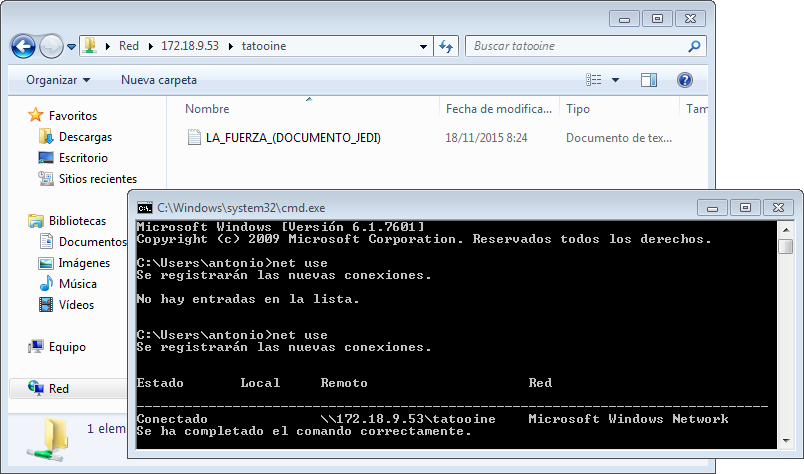 Red ▸ 172.18.9.53 ▸ tatooine
Buscar tatooine
Organizar Nueva carpeta
Nombre Fecha de modifica... Tipo Tam
LA_FUERZA_(DOCUMENTO_JEDI) 18/11/2015 8:24 Documento de tex...
Favoritos
Descargas
Escritorio
Sitios recientes
Bibliotecas
Documentos
Imágenes
Música
Vídeos
Equipo
Red
1 elem
C:\Windows\system32\cmd.exe
Microsoft Windows [Versión 6.1.7601]
Copyright (c) 2009 Microsoft Corporation. Reservados todos los derechos.
C:\Users\antonio>net use
Se registrarán las nuevas conexiones.
No hay entradas en la lista.
C:\Users\antonio>net use
Se registrarán las nuevas conexiones.
Estado Local Remoto Red
-------------------------------------------------------------------------------
Conectado \\172.18.9.53\tatooine Microsoft Windows Network
Se ha completado el comando correctamente.